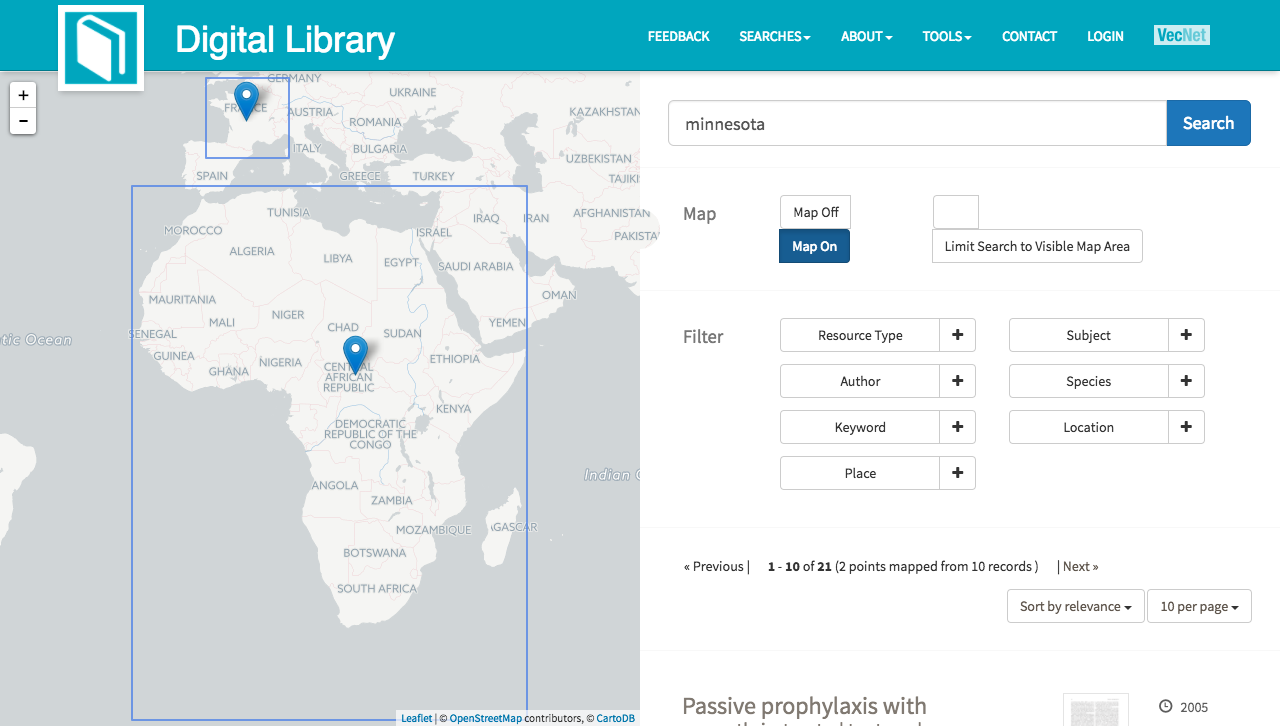 Digital Library
FEEDBACK
SEARCHES
ABOUT
TOOLS
CONTACT
LOGIN
VecNet
+
−
GERMANY
UKRAINE
FRANCE
AUSTRIA
KAZAKHSTAN
ROMANIA
ITALY
BULGARIA
UZBEKISTAN
SPAIN
GREECE
TURKEY
TAJIKIS
TUNISIA
IRAQ
IRAN
AFGHANISTAN
MOROCCO
ISRAEL
PAKISTA
ALGERIA
LIBYA
EGYPT
SAUDI ARABIA
OMAN
MAURITANIA
MALI
NIGER
CHAD
SUDAN
YEMEN
SENEGAL
tic Ocean
GUINEA
GHANA
NIGERIA
CENTRAL
AFRICAN
REPUBLIC
ETHIOPIA
KENYA
DEMOCRATIC
REPUBLIC OF THE
CONGO
Indian O
ANGOLA
ZAMBIA
MOZAMBIQUE
GASCAR
BOTSWANA
SOUTH AFRICA
Leaflet | © OpenStreetMap contributors, © CartoDB
minnesota
Search
Map
Map Off
Map On
Limit Search to Visible Map Area
Filter
Resource Type +
Subject +
Author +
Species +
Keyword +
Location +
Place +
« Previous | 1 - 10 of 21 (2 points mapped from 10 records ) | Next »
Sort by relevance
10 per page
Passive prophylaxis with
2005